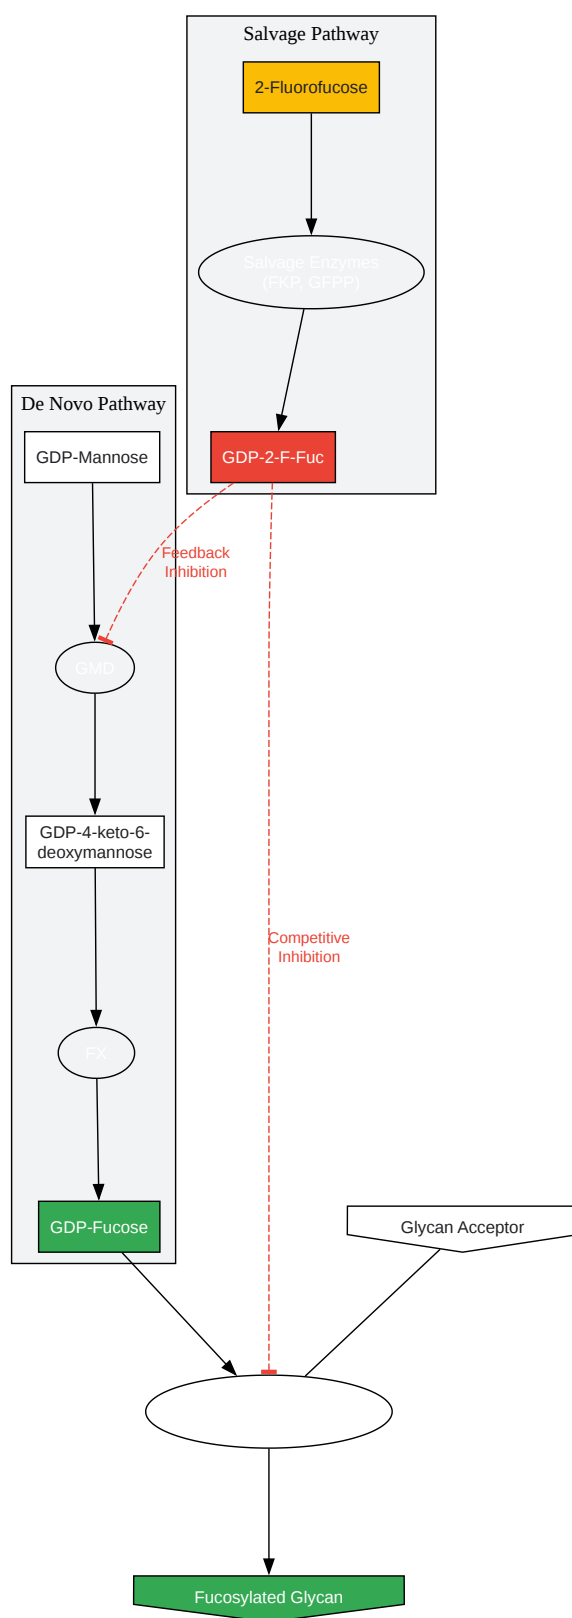 Salvage Pathway
2-Fluorofucose
Salvage Enzymes
(FKP, GFPP)
De Novo Pathway
GDP-Mannose
GDP-2-F-Fuc
Feedback
Inhibition
GMD
GDP-4-keto-6-
deoxymannose
Competitive
Inhibition
FX
GDP-Fucose
Glycan Acceptor
Fucosylated Glycan